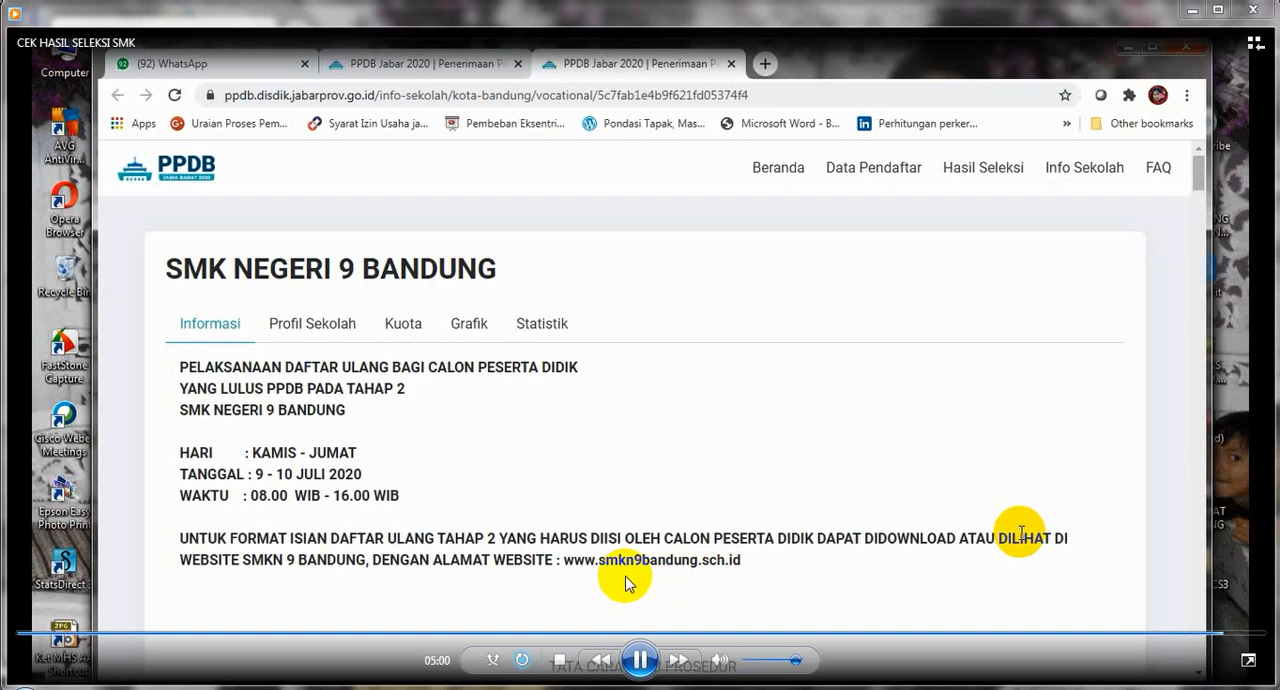 CEK HASIL SELEKSI SMK
Computer
AVG
AntiVir...
Opera
Browser
Recycle Bin
FastStone
Capture
Cisco Webe
Meetings
Epson Easy
Photo Print
StatsDirect
(92) WhatsApp
PPDB Jabar 2020 | Penerimaan P
PPDB Jabar 2020 | Penerimaan Pe
ppdb.disdik.jabarprov.go.id/info-sekolah/kota-bandung/vocational/5c7fab1e4b9f621fd05374f4
Apps
Uraian Proses Pem...
Syarat Izin Usaha ja...
Pembeban Eksentri...
Pondasi Tapak, Mas...
Microsoft Word - B...
Perhitungan perker...
»
Other bookmarks
PPDB
JAWA BARAT 2020
Beranda Data Pendaftar Hasil Seleksi Info Sekolah FAQ
SMK NEGERI 9 BANDUNG
Informasi Profil Sekolah Kuota Grafik Statistik
PELAKSANAAN DAFTAR ULANG BAGI CALON PESERTA DIDIK
YANG LULUS PPDB PADA TAHAP 2
SMK NEGERI 9 BANDUNG
HARI : KAMIS - JUMAT
TANGGAL : 9 - 10 JULI 2020
WAKTU : 08.00 WIB - 16.00 WIB
UNTUK FORMAT ISIAN DAFTAR ULANG TAHAP 2 YANG HARUS DIISI OLEH CALON PESERTA DIDIK DAPAT DIDOWNLOAD ATAU DILIHAT DI
WEBSITE SMKN 9 BANDUNG, DENGAN ALAMAT WEBSITE : www.smkn9bandung.sch.id
05:00